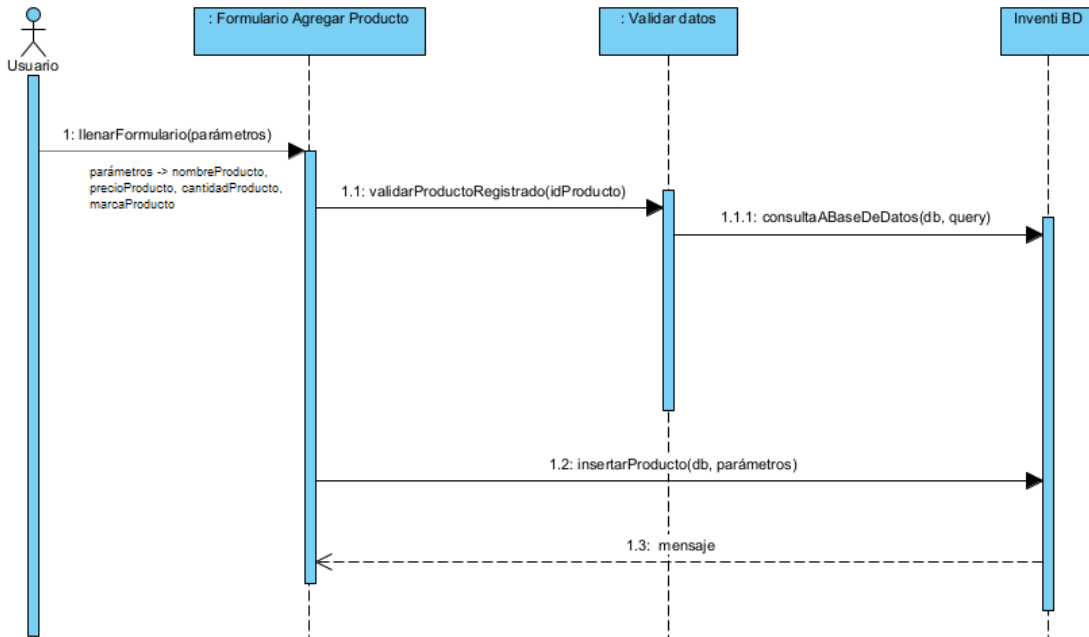 : Formulario Agregar Producto
: Validar datos
Inventi BD
Usuario
1: llenarFormulario(parámetros)
parámetros -> nombreProducto,
precioProducto, cantidadProducto,
marcaProducto
1.1: validarProductoRegistrado(idProducto)
1.1.1: consultaABaseDeDatos(db, query)
1.2: insertarProducto(db, parámetros)
1.3: mensaje